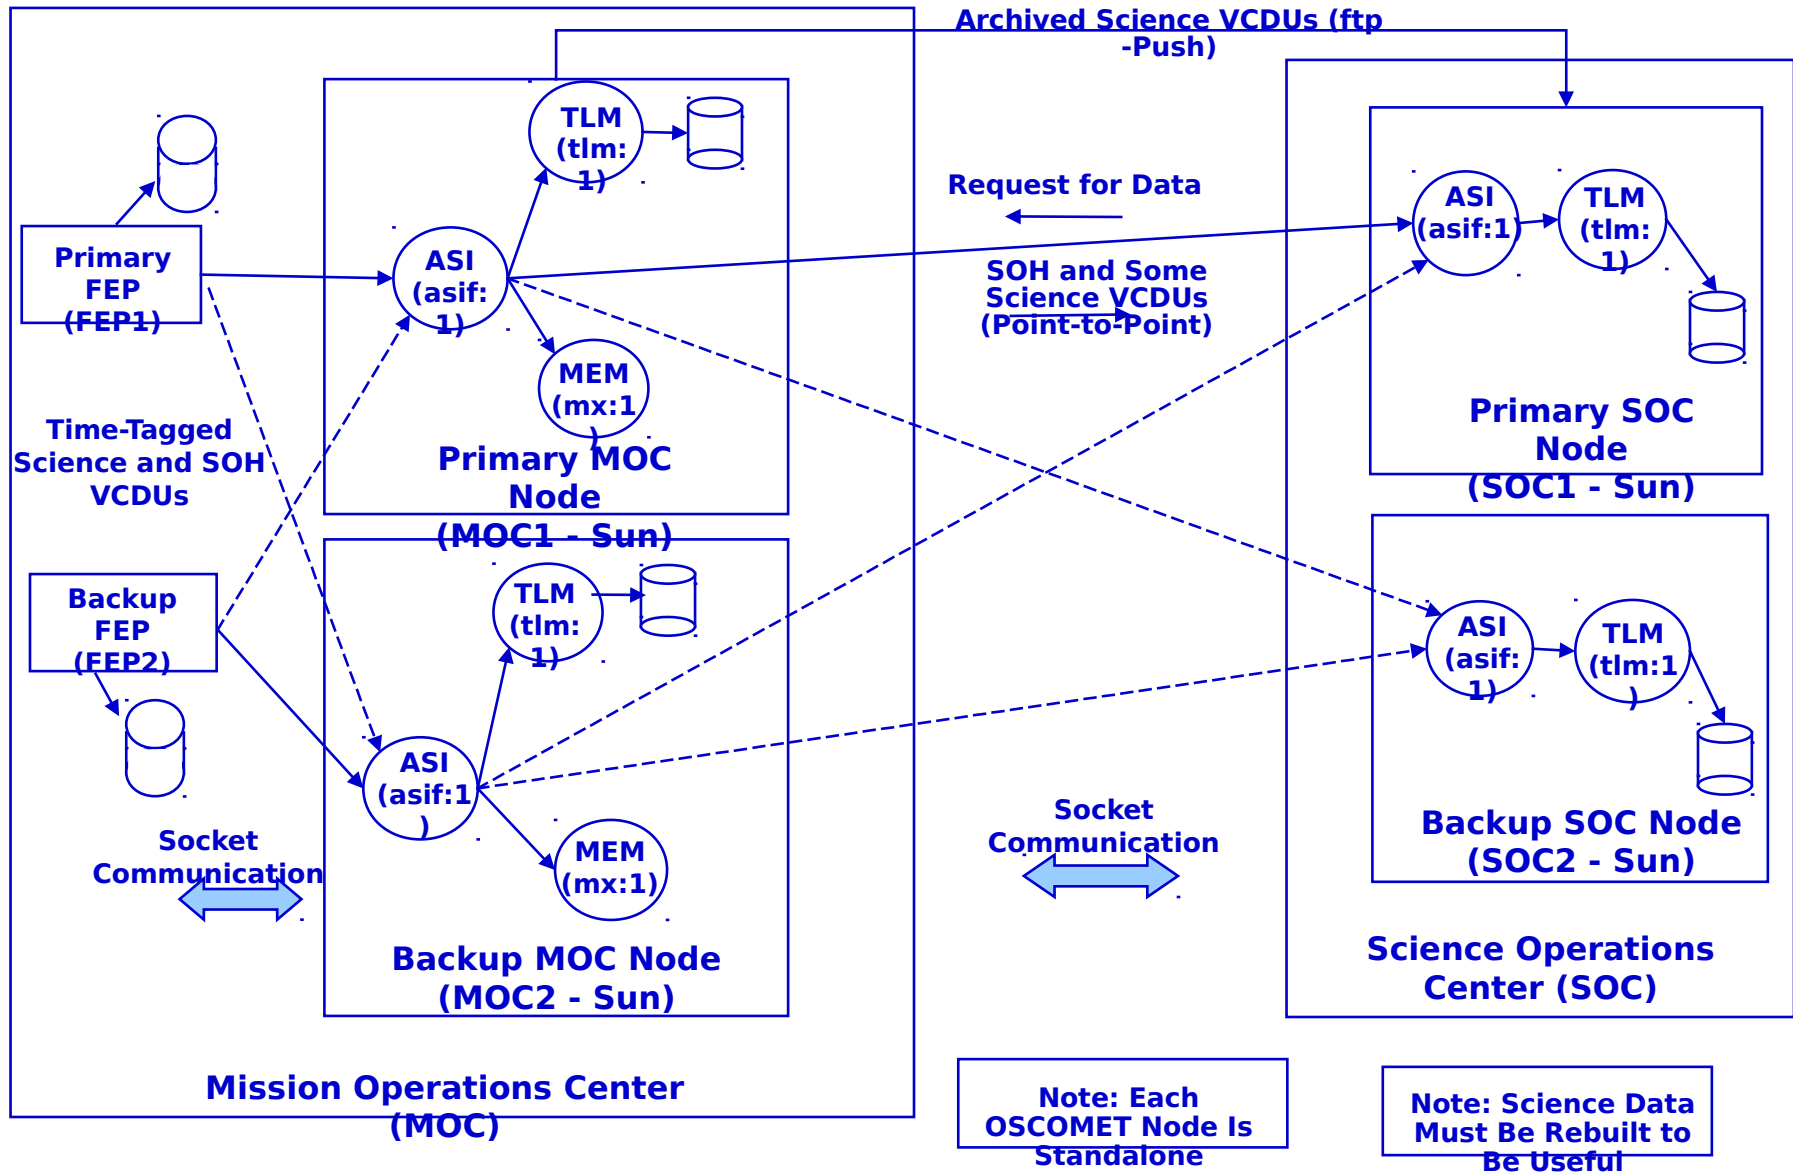 Archived Science VCDUs (ftp
-Push)
TLM
(tlm:
1)
Request for Data
ASI
(asif:1)
TLM
(tlm:
1)
Primary
FEP
(FEP1)
ASI
(asif:
1)
SOH and Some
Science VCDUs
(Point-to-Point)
MEM
(mx:1
)
Primary MOC
Node
(MOC1 - Sun)
Primary SOC
Node
(SOC1 - Sun)
Time-Tagged
Science and SOH
VCDUs
Backup
FEP
(FEP2)
TLM
(tlm:
1)
ASI
(asif:
1)
TLM
(tlm:1
)
ASI
(asif:1
)
Socket
Communication
MEM
(mx:1)
Socket
Communication
Backup SOC Node
(SOC2 - Sun)
Backup MOC Node
(MOC2 - Sun)
Science Operations
Center (SOC)
Mission Operations Center
(MOC)
Note: Each
OSCOMET Node Is
Standalone
Note: Science Data
Must Be Rebuilt to
Be Useful